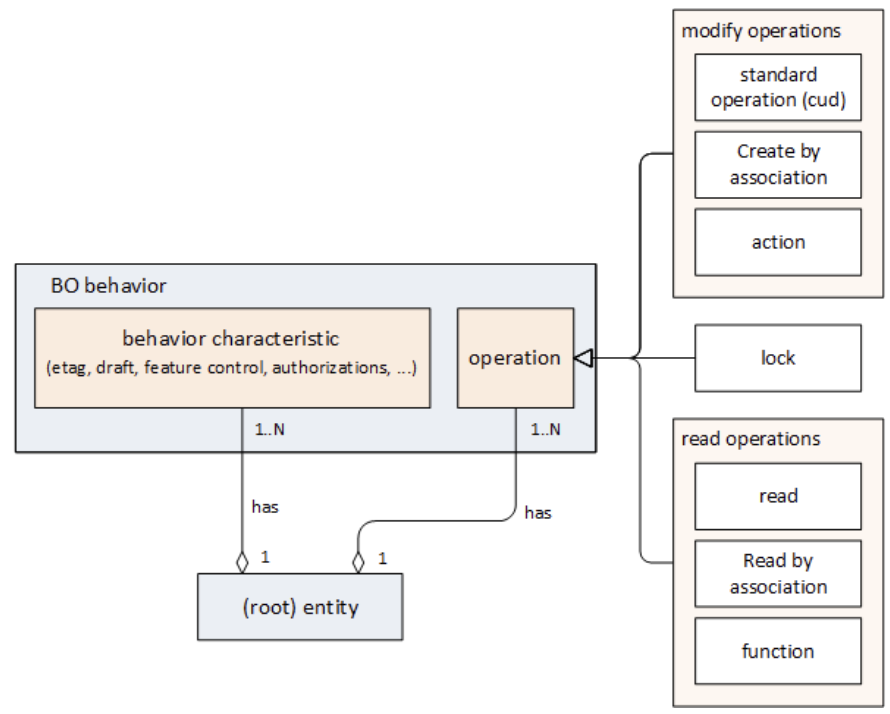 modify operations
standard
operation (cud)
Create by
association
action
BO behavior
behavior characteristic
(etag, draft, feature control, authorizations, ...)
operation
lock
1..N
1..N
read operations
read
has
has
Read by
association
1
1
(root) entity
function